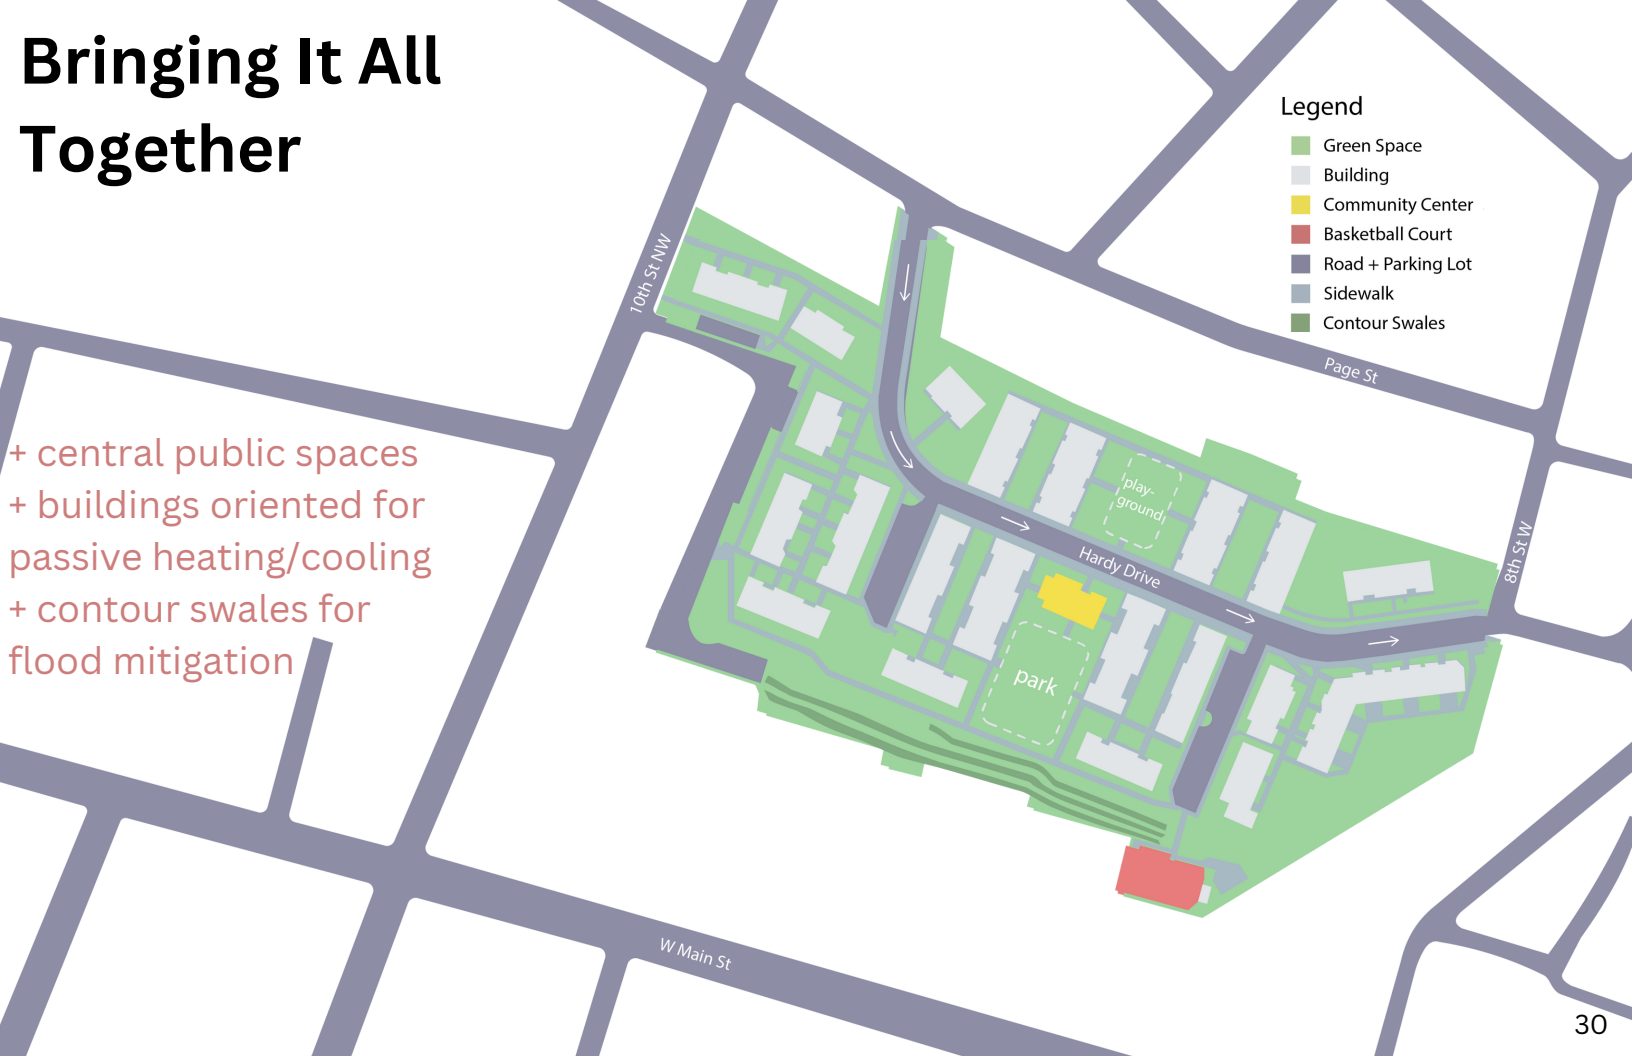 Bringing It All
Together
Legend
Green Space
Building
Community Center
Basketball Court
Road + Parking Lot
Sidewalk
Contour Swales
10th St NW
Page St
+ central public spaces
+ buildings oriented for
passive heating/cooling
+ contour swales for
flood mitigation
play-
ground
Hardy Drive
8th St W
park
W Main St
30